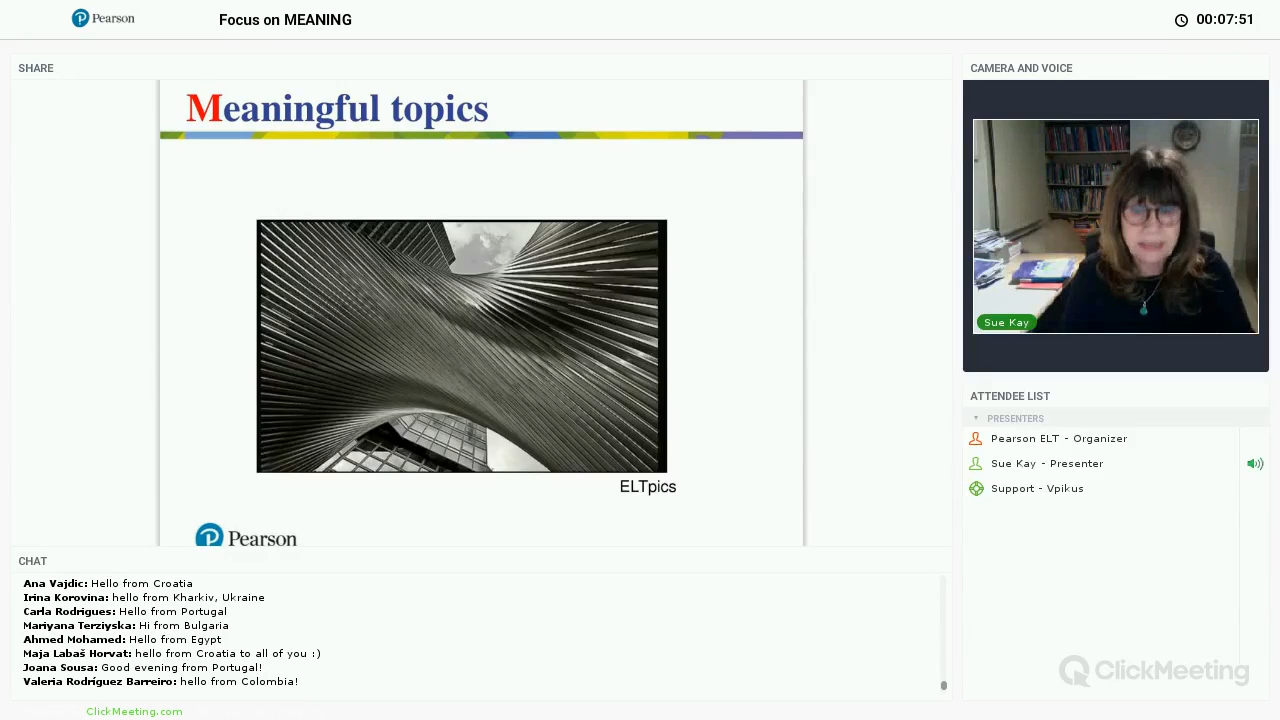 Pearson
Focus on MEANING
00:07:51
SHARE
Meaningful topics
ELTpics
Pearson
CAMERA AND VOICE
Sue Kay
ATTENDEE LIST
PRESENTERS
Pearson ELT - Organizer
Sue Kay - Presenter
Support - Vpikus
CHAT
Ana Vajdic: Hello from Croatia
Irina Korovina: hello from Kharkiv, Ukraine
Carla Rodrigues: Hello from Portugal
Mariyana Terziyska: Hi from Bulgaria
Ahmed Mohamed: Hello from Egypt
Maja Labaš Horvat: hello from Croatia to all of you :)
Joana Sousa: Good evening from Portugal!
Valeria Rodríguez Barreiro: hello from Colombia!
ClickMeeting
ClickMeeting.com